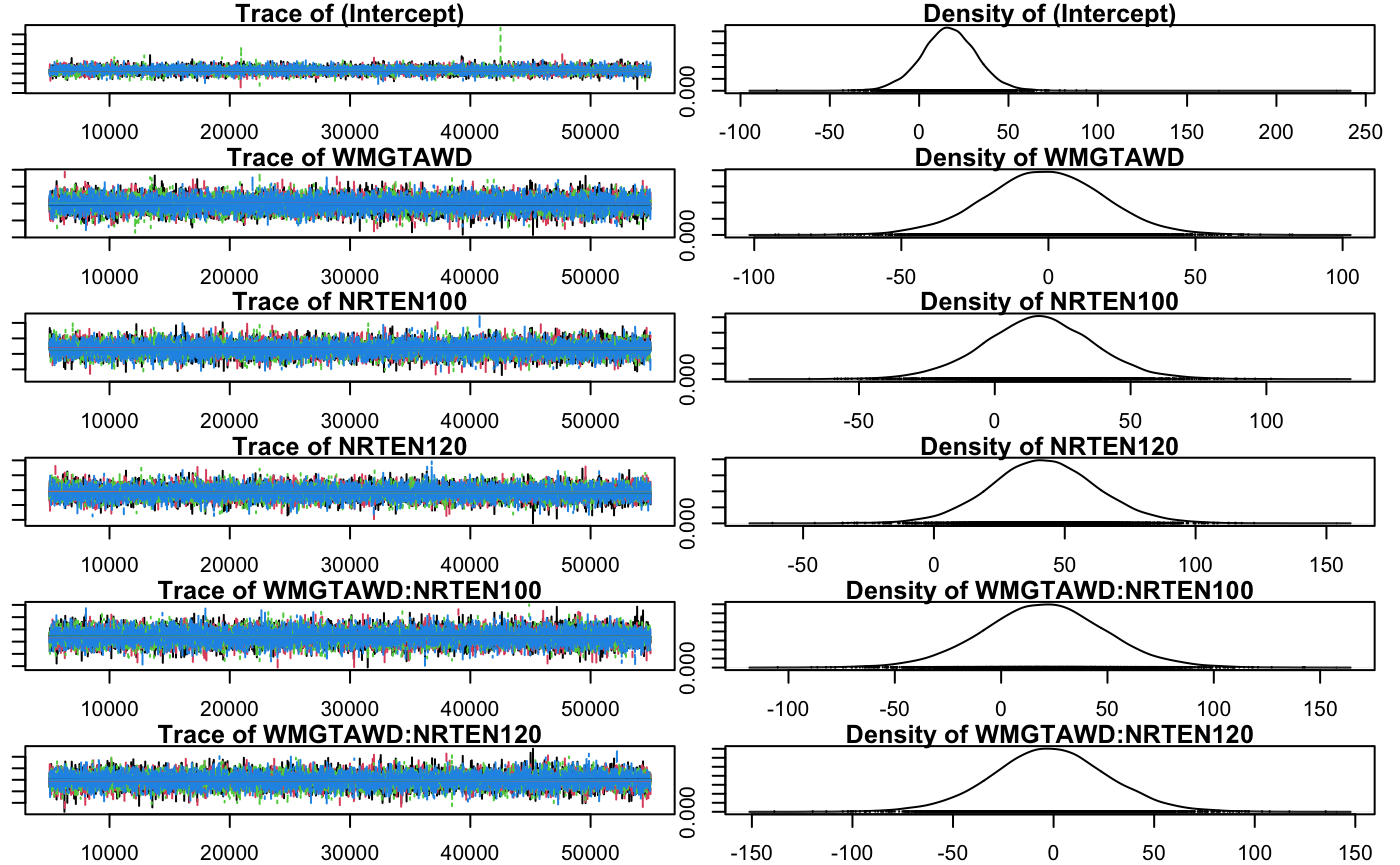 Trace of (Intercept) Density of (Intercept)
0.000
10000 20000 30000 40000 50000 -100 -50 0 50 100 150 200 250
Trace of WMGTAWD Density of WMGTAWD
0.000
10000 20000 30000 40000 50000 -100 -50 0 50 100
Trace of NRTEN100 Density of NRTEN100
0.000
10000 20000 30000 40000 50000 -50 0 50 100
Trace of NRTEN120 Density of NRTEN120
0.000
10000 20000 30000 40000 50000 -50 0 50 100 150
Trace of WMGTAWD:NRTEN100 Density of WMGTAWD:NRTEN100
0.000
10000 20000 30000 40000 50000 -100 -50 0 50 100 150
Trace of WMGTAWD:NRTEN120 Density of WMGTAWD:NRTEN120
0.000
10000 20000 30000 40000 50000 -150 -100 -50 0 50 100 150